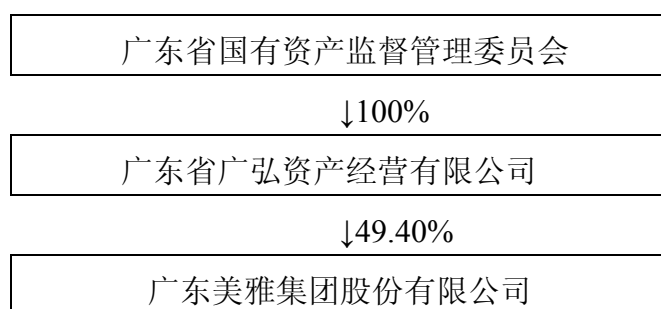 广东省国有资产监督管理委员会
↓100%
广东省广弘资产经营有限公司
↓49.40%
广东美雅集团股份有限公司